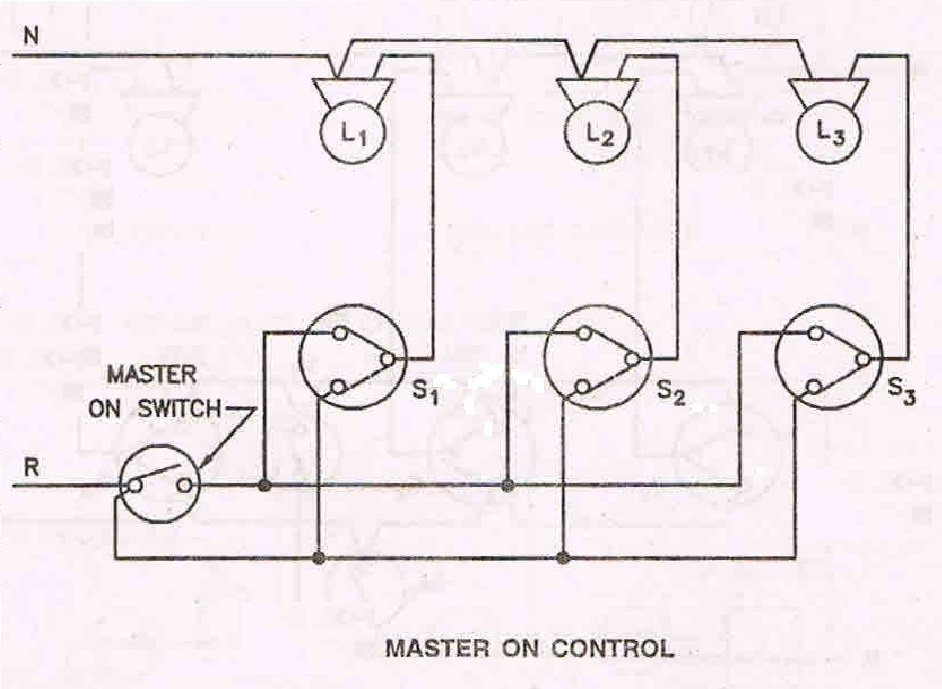 N
L1
L2
L3
MASTER
ON SWITCH
S1
S2
S3
R
MASTER ON CONTROL